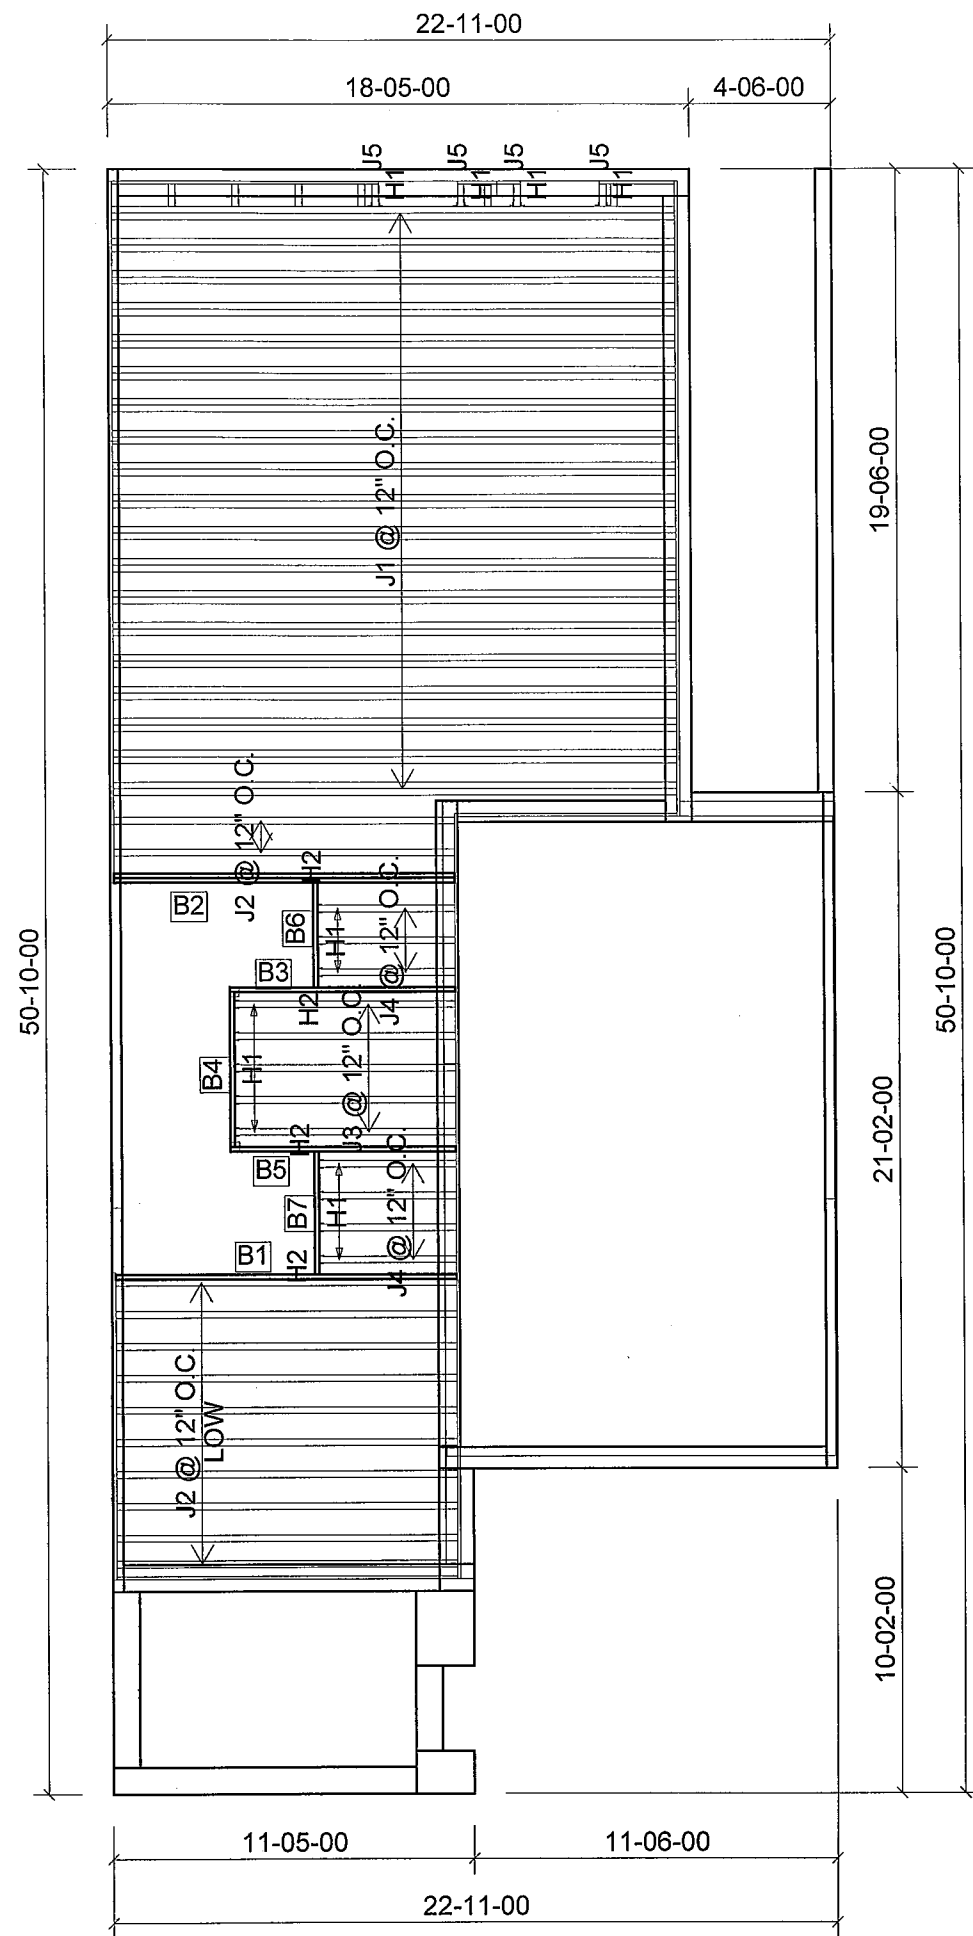 22-11-00
18-05-00
4-06-00
J5
J5
J5
J5
H1
H1
H1
H1
J1 @ 12" O.C.
19-06-00
J2 @ 12" O.C.
H2
B2
B6
H1
J4 @ 12" O.C.
B3
50-10-00
50-10-00
H2
B4
H1
J3 @ 12" O.C.
21-02-00
H2
B5
B7
H1
J4 @ 12" O.C.
B1
H2
J2 @ 12" O.C.
LOW
10-02-00
11-05-00
11-06-00
22-11-00